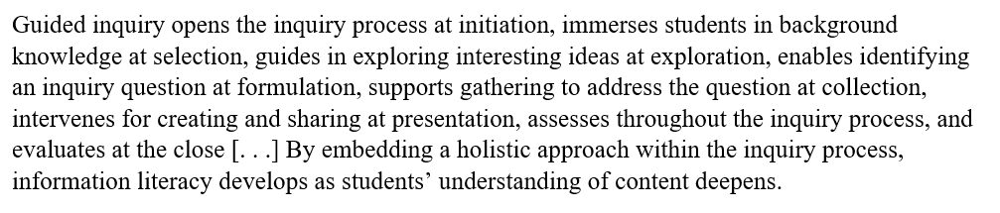 Guided inquiry opens the inquiry process at initiation, immerses students in background
knowledge at selection, guides in exploring interesting ideas at exploration, enables identifying
an inquiry question at formulation, supports gathering to address the question at collection,
intervenes for creating and sharing at presentation, assesses throughout the inquiry process, and
evaluates at the close [. . .] By embedding a holistic approach within the inquiry process,
information literacy develops as students’ understanding of content deepens.